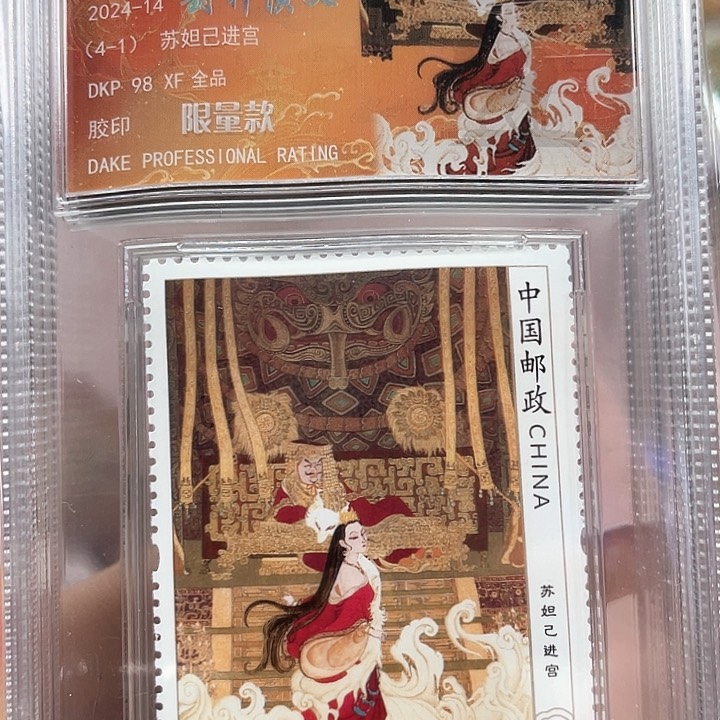 2024-14
(4-1) 苏妲己进宫
DKP 98 XF 全品
胶印 限量款
DAKE PROFESSIONAL RATING
中国邮政 CHINA
苏妲己进宫